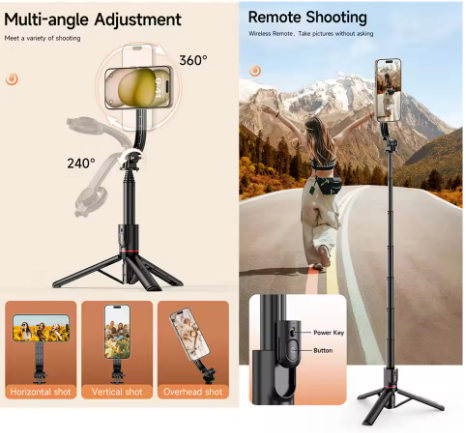 Multi-angle Adjustment
Meet a variety of shooting
360°
240°
Horizontal shot
Vertical shot
Overhead shot
Remote Shooting
Wireless Remote，Take pictures without asking
Power Key
Button